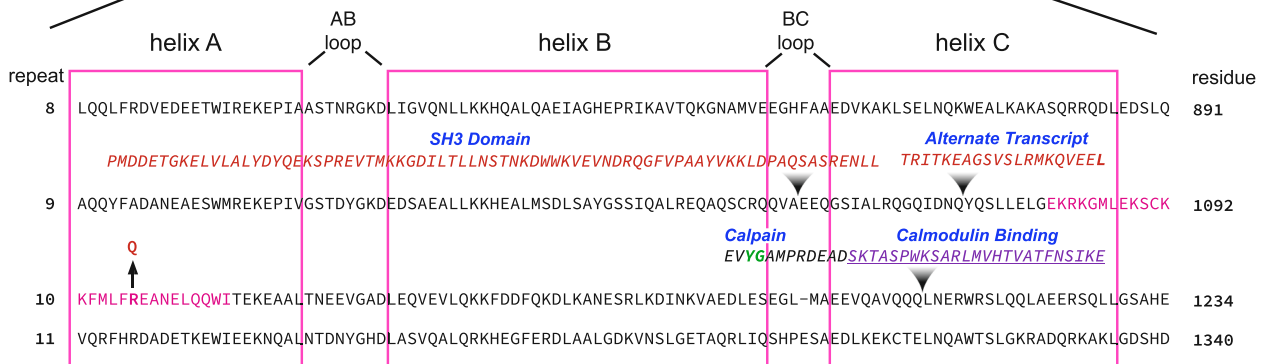 AB loop BC loop
helix A helix B helix C
repeat residue
8 LQQLFRDVEDEETWIREKEPIAASTNRGKDLIGVQNLLKKHQALQAEIAGHEPRIKAVTQKGNAMVEEGHFAAEDVKAKLSELNQKWEALKAKASQRRQDLEDSLQ 891
SH3 Domain Alternate Transcript
PMDDETGKELVLALYDYQEKSPREVTMKKGDILTLLNSTNKDWWKVEVNDRQGFVPAAYVKKLDPAQSASRENLL TRITKEAGSVSLRMKQVEEL
9 AQQYFADANEAESWMREKEPIVGSTDYGKDEDSAEALLKKHEALMSDLSAYGSSIQALREQAQSCRQQVAEEQGSIALRQGQIDNQYQSLLELGEKRKGMLEKSCK 1092
Calpain Calmodulin Binding
EVYGAMPRDEADSKTASPWKSARLMVHTVATFNSIKE
Q
10 KFMLFREANELQQWITEKEAALTNEEVGADLEQVEVLQKKFDDFQKDLKANESRLKDINKVAEDLESEGL-MAEEVQAVQQQLNERWRSLQQLAEERSQLLGSAHE 1234
11 VQRFHRDADETKEWIEEKNQALNTDNYGHDLASVQALQRKHEGFERDLAALGDKVNSLGETAQRLIQSHPESAEDLKEKCTELNQAWTSLGKRADQRKAKLGDSHD 1340